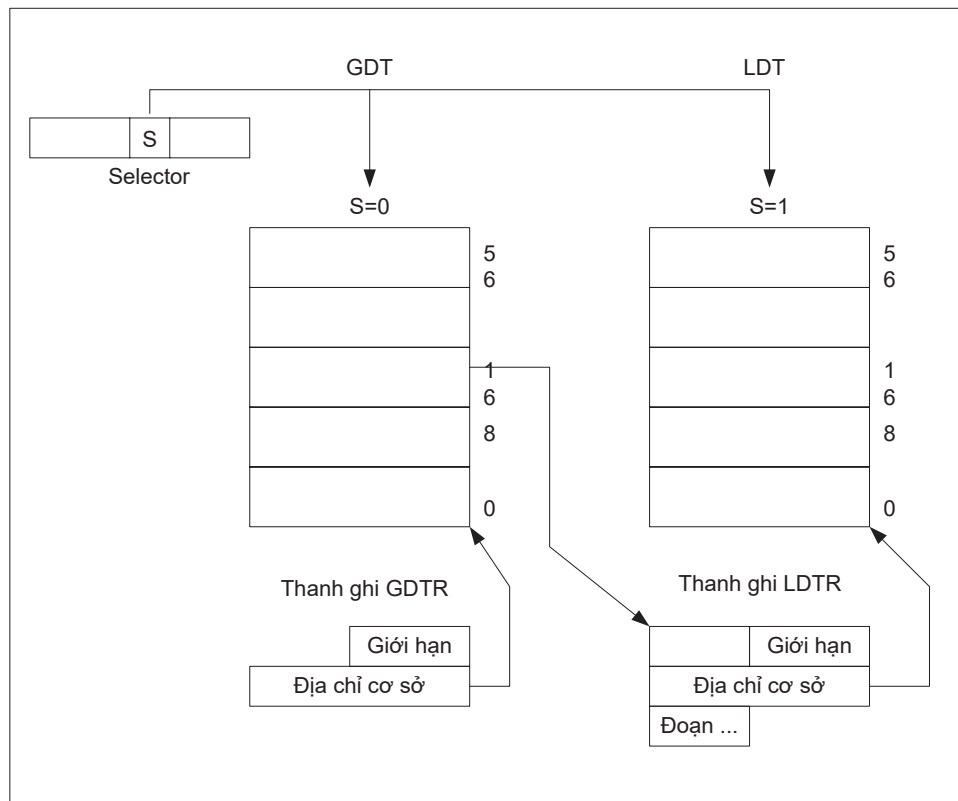 GDT
LDT
S
Selector
S=0
S=1
5
6
1
6
8
0
5
6
1
6
8
0
Thanh ghi GDTR
Thanh ghi LDTR
Giới hạn
Địa chỉ cơ sở
Giới hạn
Địa chỉ cơ sở
Đoạn ...